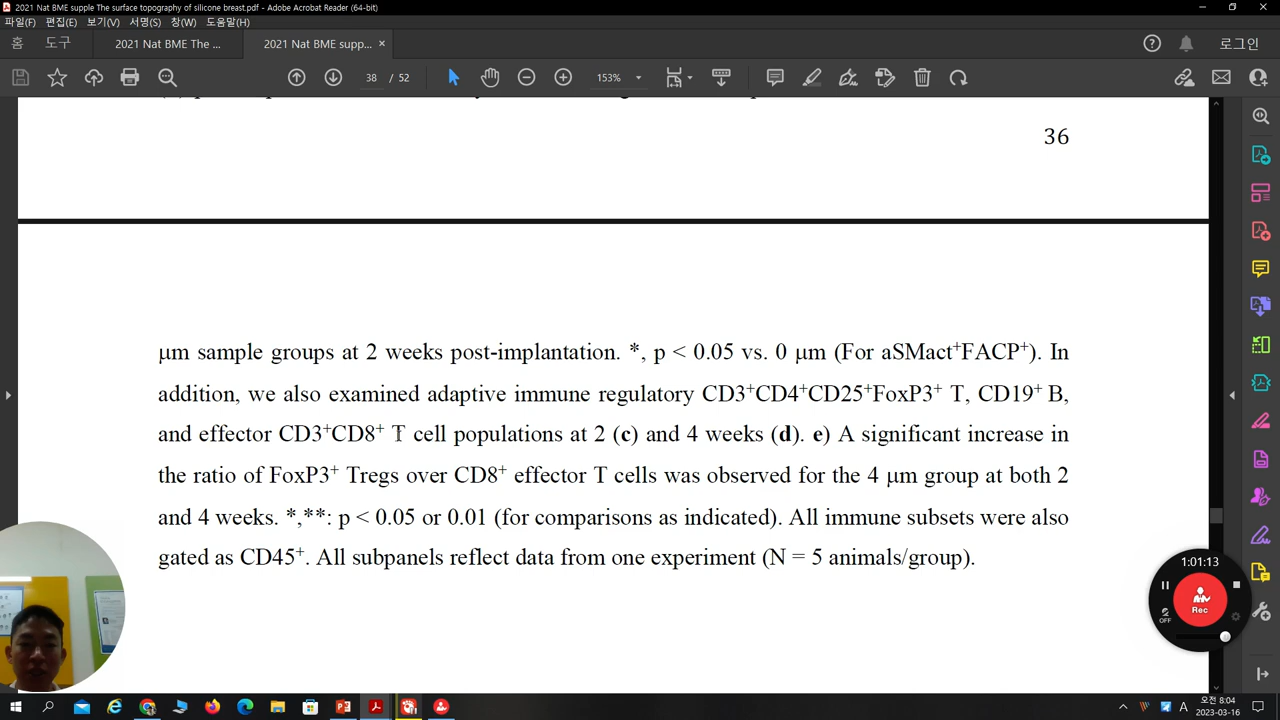 2021 Nat BME supple The surface topography of silicone breast.pdf - Adobe Acrobat Reader (64-bit)
파일(F) 편집(E) 보기(V) 서명(S) 창(W) 도움말(H)
홈 도구 2021 Nat BME The ... 2021 Nat BME supp... × 로그인
38 / 52 153%
36
μm sample groups at 2 weeks post-implantation. *, p < 0.05 vs. 0 μm (For aSMact⁺FACP⁺). In
addition, we also examined adaptive immune regulatory CD3⁺CD4⁺CD25⁺FoxP3⁺ T, CD19⁺ B,
and effector CD3⁺CD8⁺ T cell populations at 2 (c) and 4 weeks (d). e) A significant increase in
the ratio of FoxP3⁺ Tregs over CD8⁺ effector T cells was observed for the 4 μm group at both 2
and 4 weeks. *,**: p < 0.05 or 0.01 (for comparisons as indicated). All immune subsets were also
gated as CD45⁺. All subpanels reflect data from one experiment (N = 5 animals/group).
1:01:13
Rec
OFF
A 오전 8:04
2023-03-16